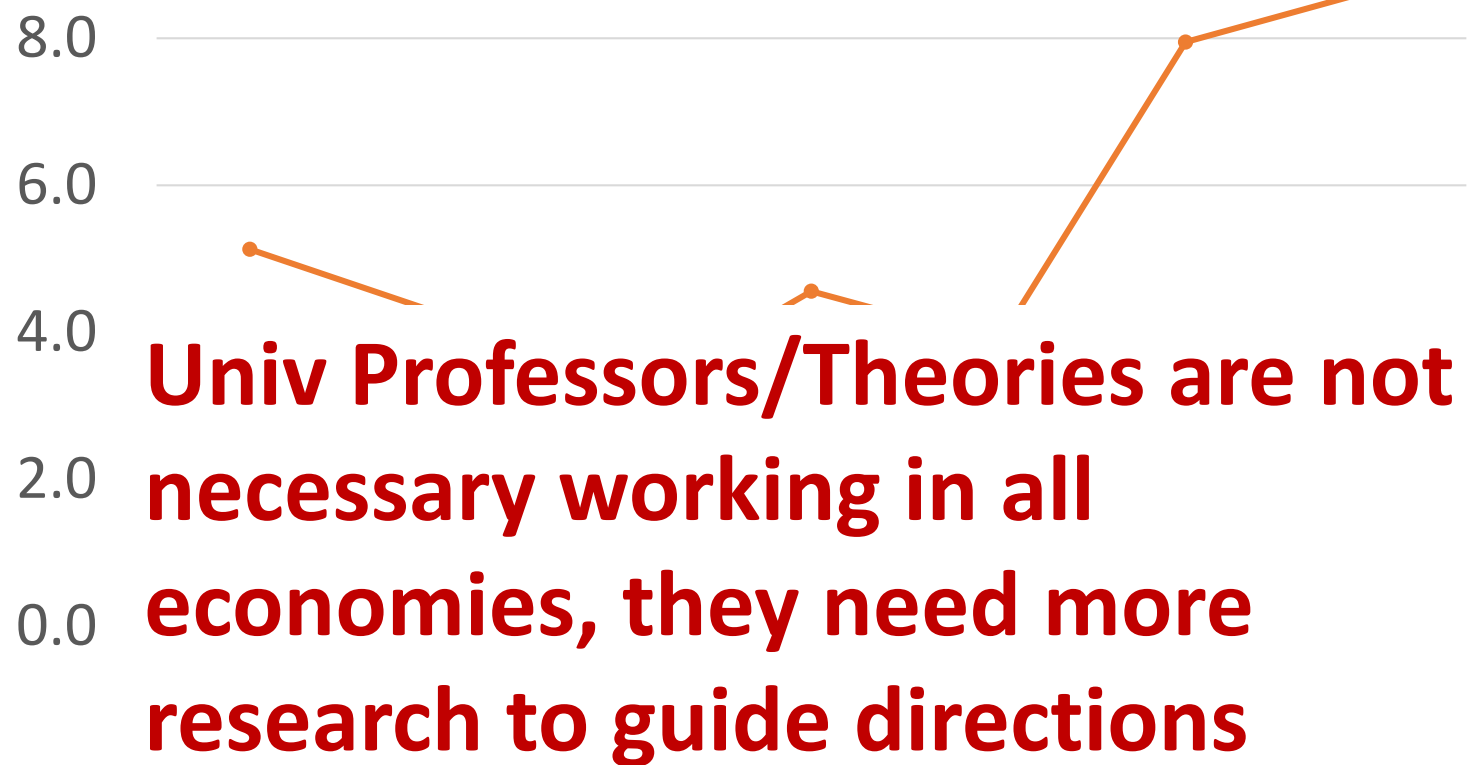 8.0
6.0
4.0
2.0
0.0
Univ Professors/Theories are not
necessary working in all
economies, they need more
research to guide directions